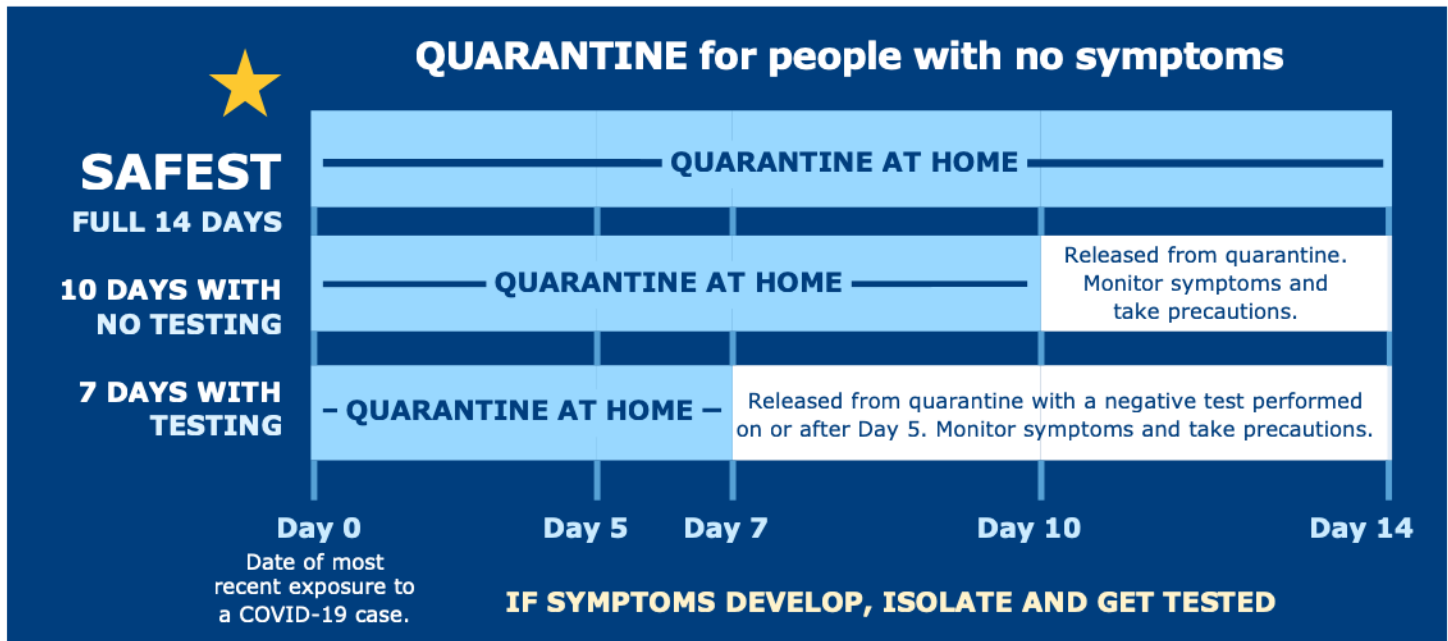 QUARANTINE for people with no symptoms
SAFEST
FULL 14 DAYS
QUARANTINE AT HOME
10 DAYS WITH
NO TESTING
QUARANTINE AT HOME
Released from quarantine.
Monitor symptoms and
take precautions.
7 DAYS WITH
TESTING
QUARANTINE AT HOME
Released from quarantine with a negative test performed
on or after Day 5. Monitor symptoms and take precautions.
Day 0
Day 5
Day 7
Day 10
Day 14
Date of most
recent exposure to
a COVID-19 case.
IF SYMPTOMS DEVELOP, ISOLATE AND GET TESTED